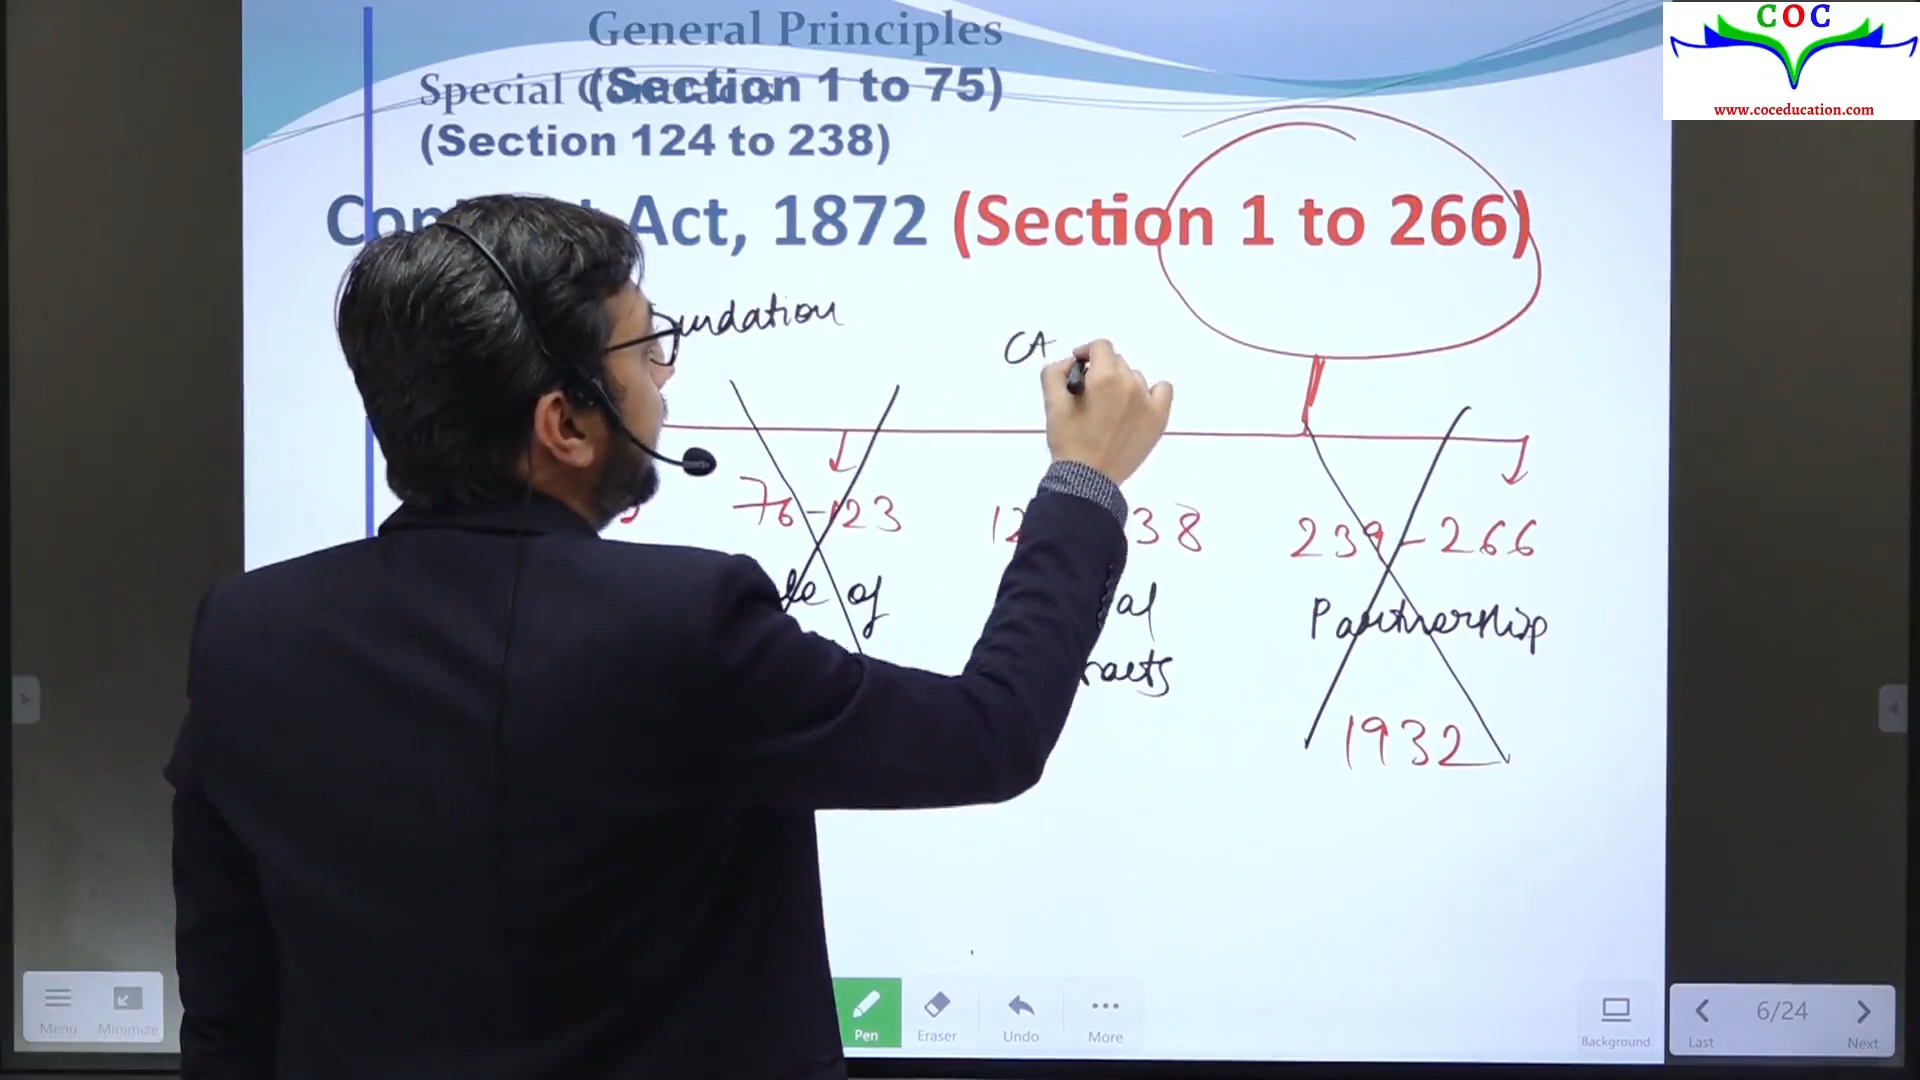 COC
www.coceducation.com
General Principles
(Section 1 to 75)
Special
(Section 124 to 238)
Act, 1872 (Section 1 to 266)
CA
76-123
239-266
of
Partnership
1932
Menu
Minimize
Pen
Eraser
Undo
More
Background
6/24
Last
Next